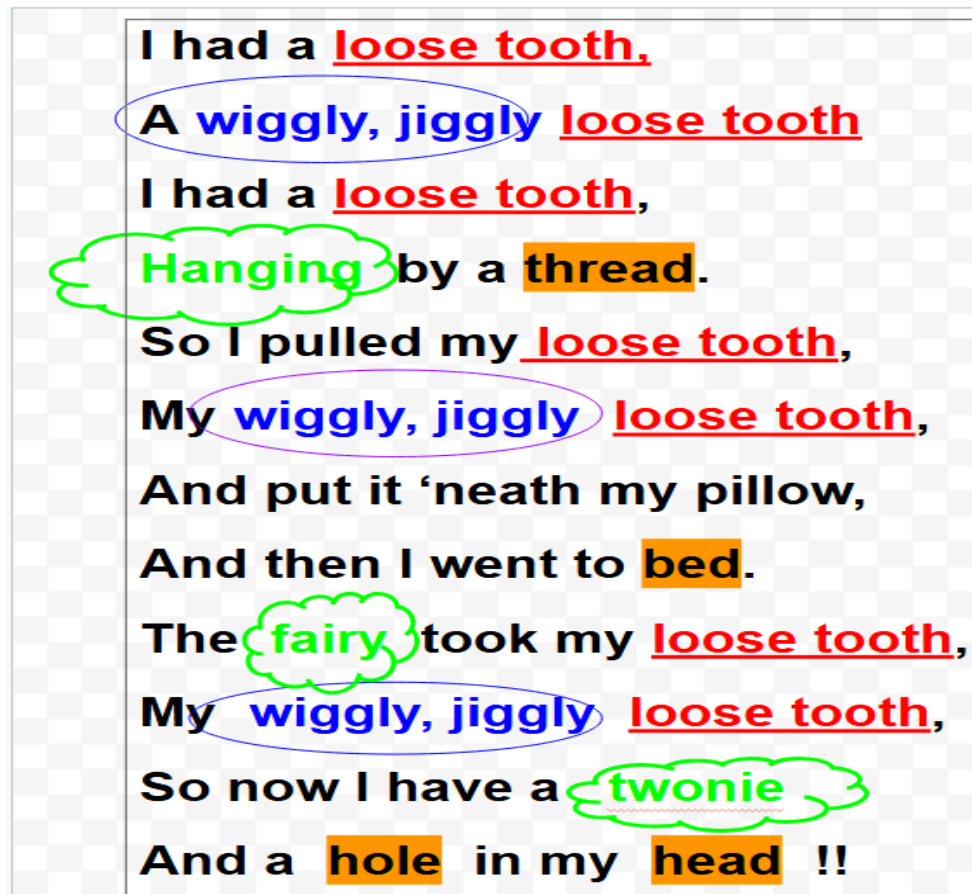 I had a loose tooth,
A wiggly, jiggly loose tooth
I had a loose tooth,
Hanging by a thread.
So I pulled my loose tooth,
My wiggly, jiggly loose tooth,
And put it ‘neath my pillow,
And then I went to bed.
The fairy took my loose tooth,
My wiggly, jiggly loose tooth,
So now I have a twonie
And a hole in my head !!